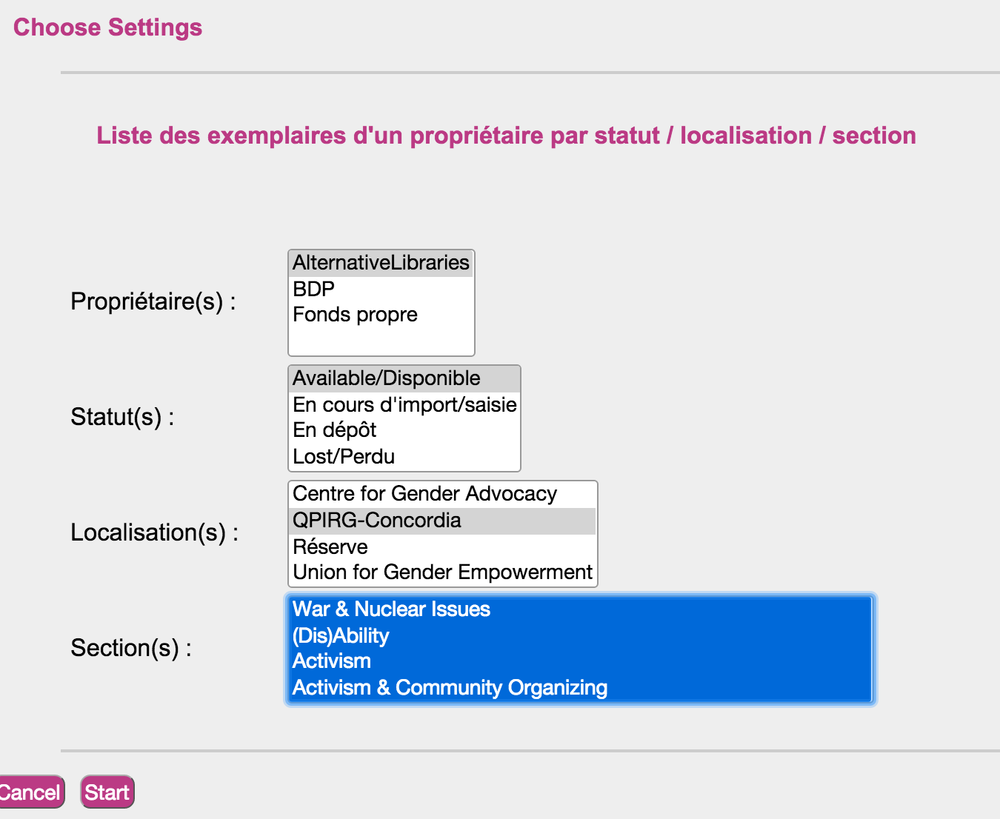 Choose Settings
Liste des exemplaires d'un propriétaire par statut / localisation / section
Propriétaire(s) :
AlternativeLibraries
BDP
Fonds propre
Statut(s) :
Available/Disponible
En cours d'import/saisie
En dépôt
Lost/Perdu
Localisation(s) :
Centre for Gender Advocacy
QPIRG-Concordia
Réserve
Union for Gender Empowerment
Section(s) :
War & Nuclear Issues
(Dis)Ability
Activism
Activism & Community Organizing
Cancel Start